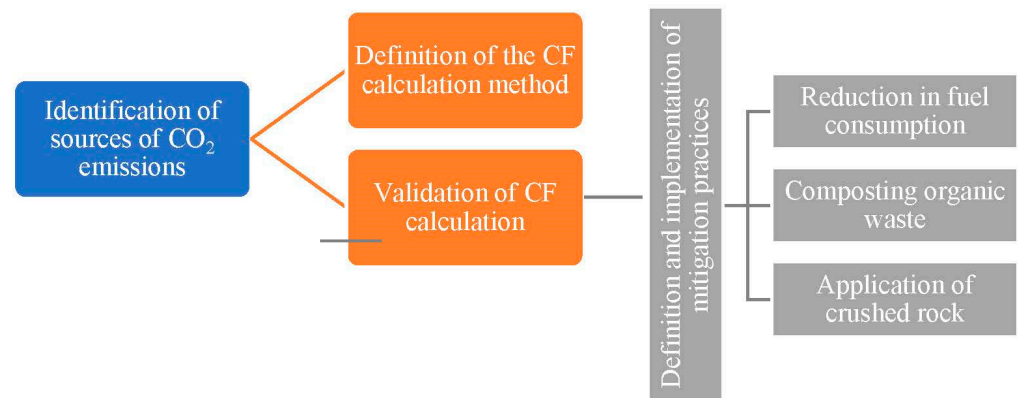 Identification of
sources of CO₂
emissions
Definition of the CF
calculation method
Validation of CF
calculation
Definition and implementation of
mitigation practices
Reduction in fuel
consumption
Composting organic
waste
Application of
crushed rock